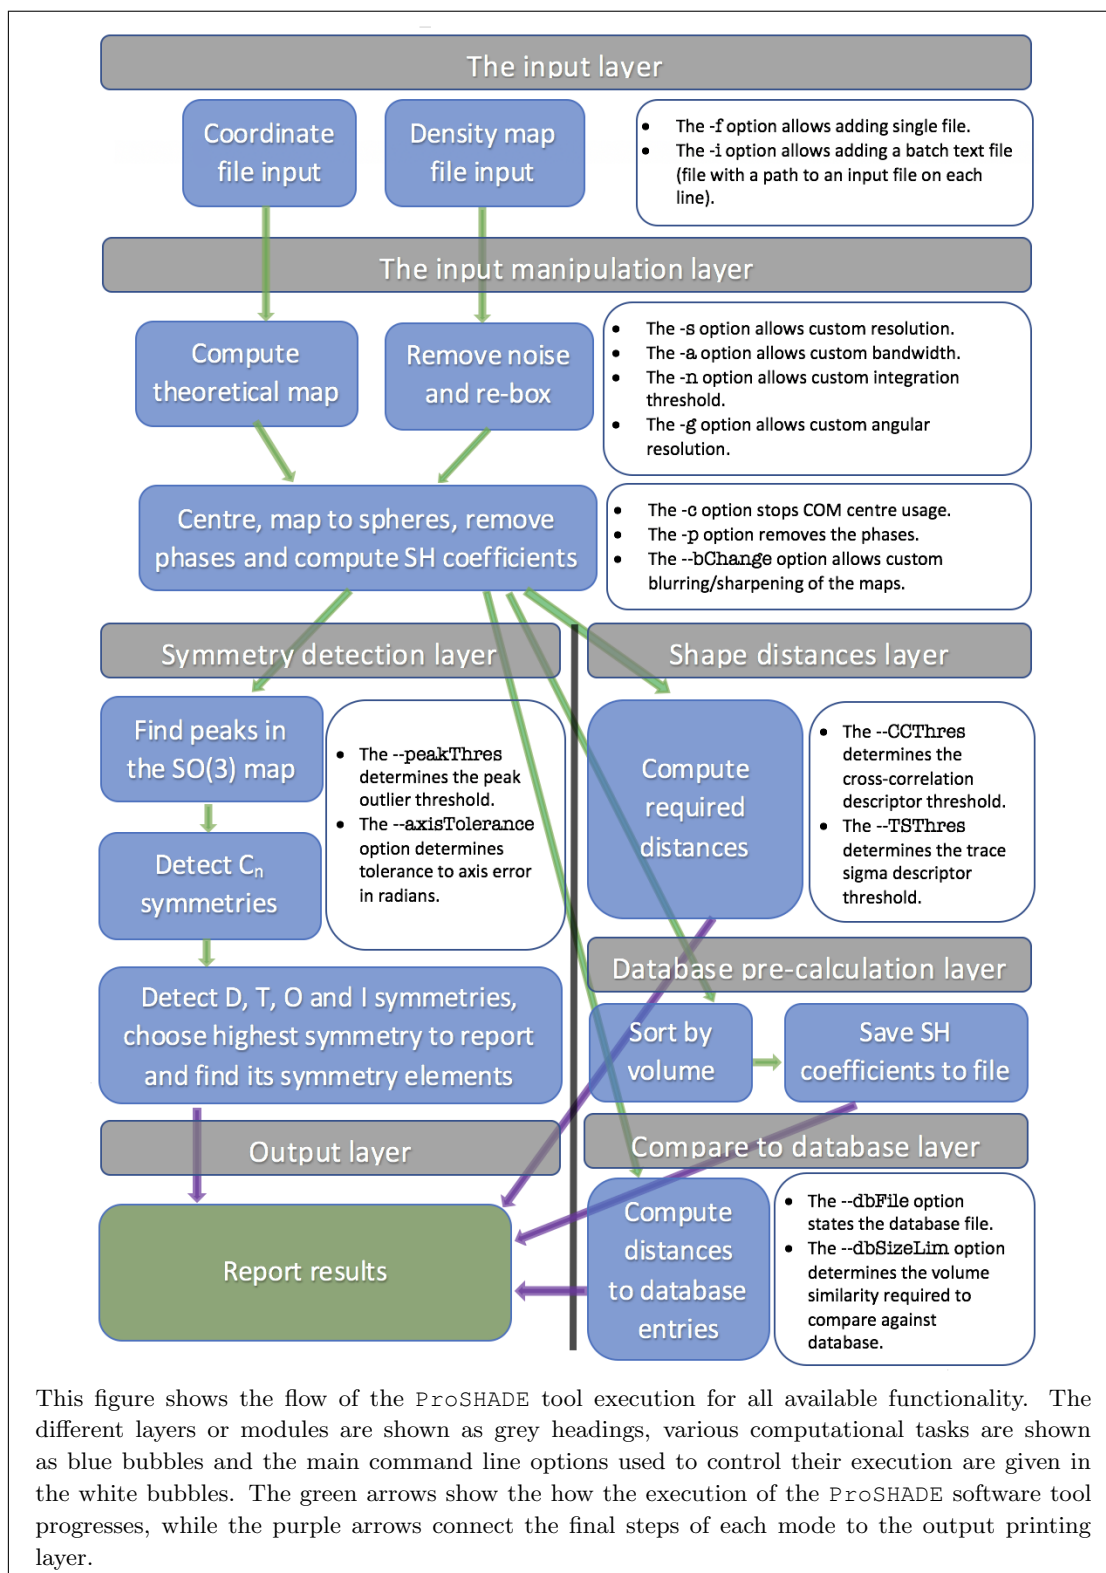 The input layer
Coordinate
file input
Density map
file input
• The -f option allows adding single file.
• The -i option allows adding a batch text file
(file with a path to an input file on each
line).
The input manipulation layer
Compute
theoretical map
Remove noise
and re-box
• The -s option allows custom resolution.
• The -a option allows custom bandwidth.
• The -n option allows custom integration
threshold.
• The -g option allows custom angular
resolution.
Centre, map to spheres, remove
phases and compute SH coefficients
• The -c option stops COM centre usage.
• The -p option removes the phases.
• The --bChange option allows custom
blurring/sharpening of the maps.
Symmetry detection layer
Find peaks in
the SO(3) map
• The --peakThres
determines the peak
outlier threshold.
• The --axisTolerance
option determines
tolerance to axis error
in radians.
Detect Cn
symmetries
Detect D, T, O and I symmetries,
choose highest symmetry to report
and find its symmetry elements
Shape distances layer
Compute
required
distances
• The --CCThres
determines the
cross-correlation
descriptor threshold.
• The --TSThres
determines the trace
sigma descriptor
threshold.
Database pre-calculation layer
Sort by
volume
Save SH
coefficients to file
Output layer
Report results
Compare to database layer
Compute
distances
to database
entries
• The --dbFile option
states the database file.
• The --dbSizeLim option
determines the volume
similarity required to
compare against
database.
This figure shows the flow of the ProSHADE tool execution for all available functionality. The
different layers or modules are shown as grey headings, various computational tasks are shown
as blue bubbles and the main command line options used to control their execution are given in
the white bubbles. The green arrows show the how the execution of the ProSHADE software tool
progresses, while the purple arrows connect the final steps of each mode to the output printing
layer.